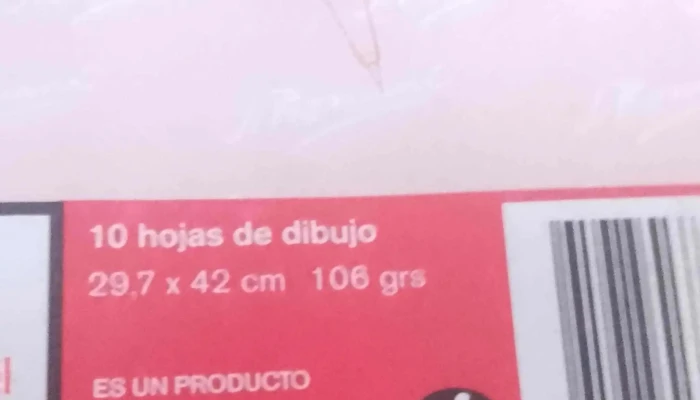 10 hojas de dibujo
29,7 x 42 cm 106 grs
ES UN PRODUCTO